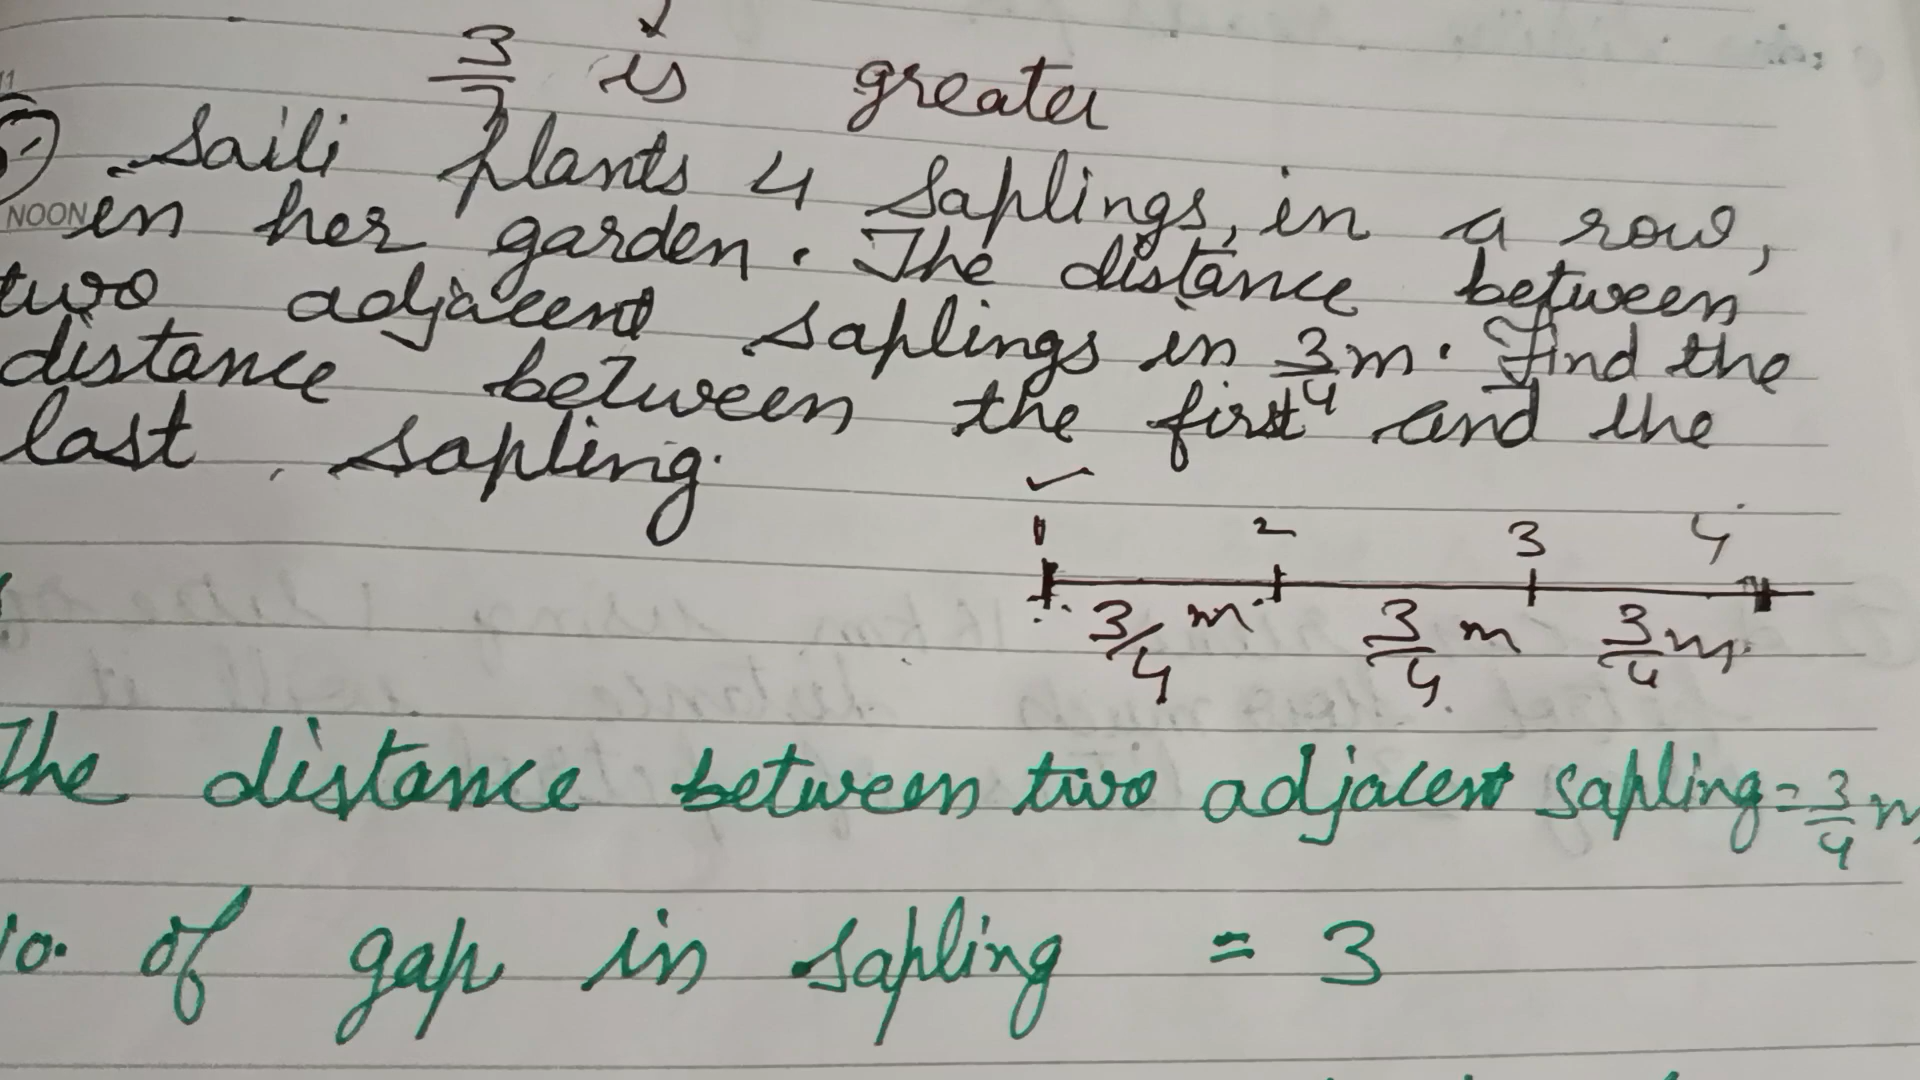 3/7 is greater
Saili plants 4 saplings, in a row,
NOON in her garden. The distance between
two adjacent saplings in 3/4 m. Find the
distance between the first and the
last sapling.
1 2 3 4
3/4 m 3/4 m 3/4 m.
The distance between two adjacent sapling = 3/4 m
of gap in sapling = 3